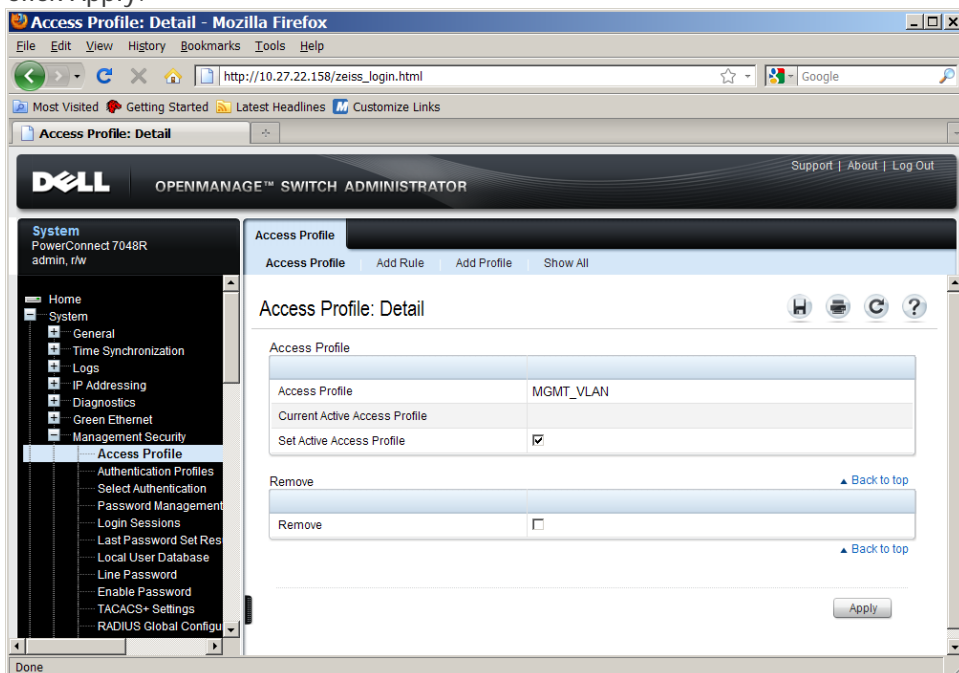 Access Profile: Detail - Mozilla Firefox
File Edit View History Bookmarks Tools Help
http://10.27.22.158/zeiss_login.html
Google
Most Visited Getting Started Latest Headlines Customize Links
Access Profile: Detail
DELL OPENMANAGE™ SWITCH ADMINISTRATOR
Support | About | Log Out
System
PowerConnect 7048R
admin, r/w
Home
System
General
Time Synchronization
Logs
IP Addressing
Diagnostics
Green Ethernet
Management Security
Access Profile
Authentication Profiles
Select Authentication
Password Management
Login Sessions
Last Password Set Res
Local User Database
Line Password
Enable Password
TACACS+ Settings
RADIUS Global Configu
Access Profile
Access Profile Add Rule Add Profile Show All
Access Profile: Detail
Access Profile
Access Profile MGMT_VLAN
Current Active Access Profile
Set Active Access Profile
Remove
Back to top
Remove
Back to top
Apply
Done